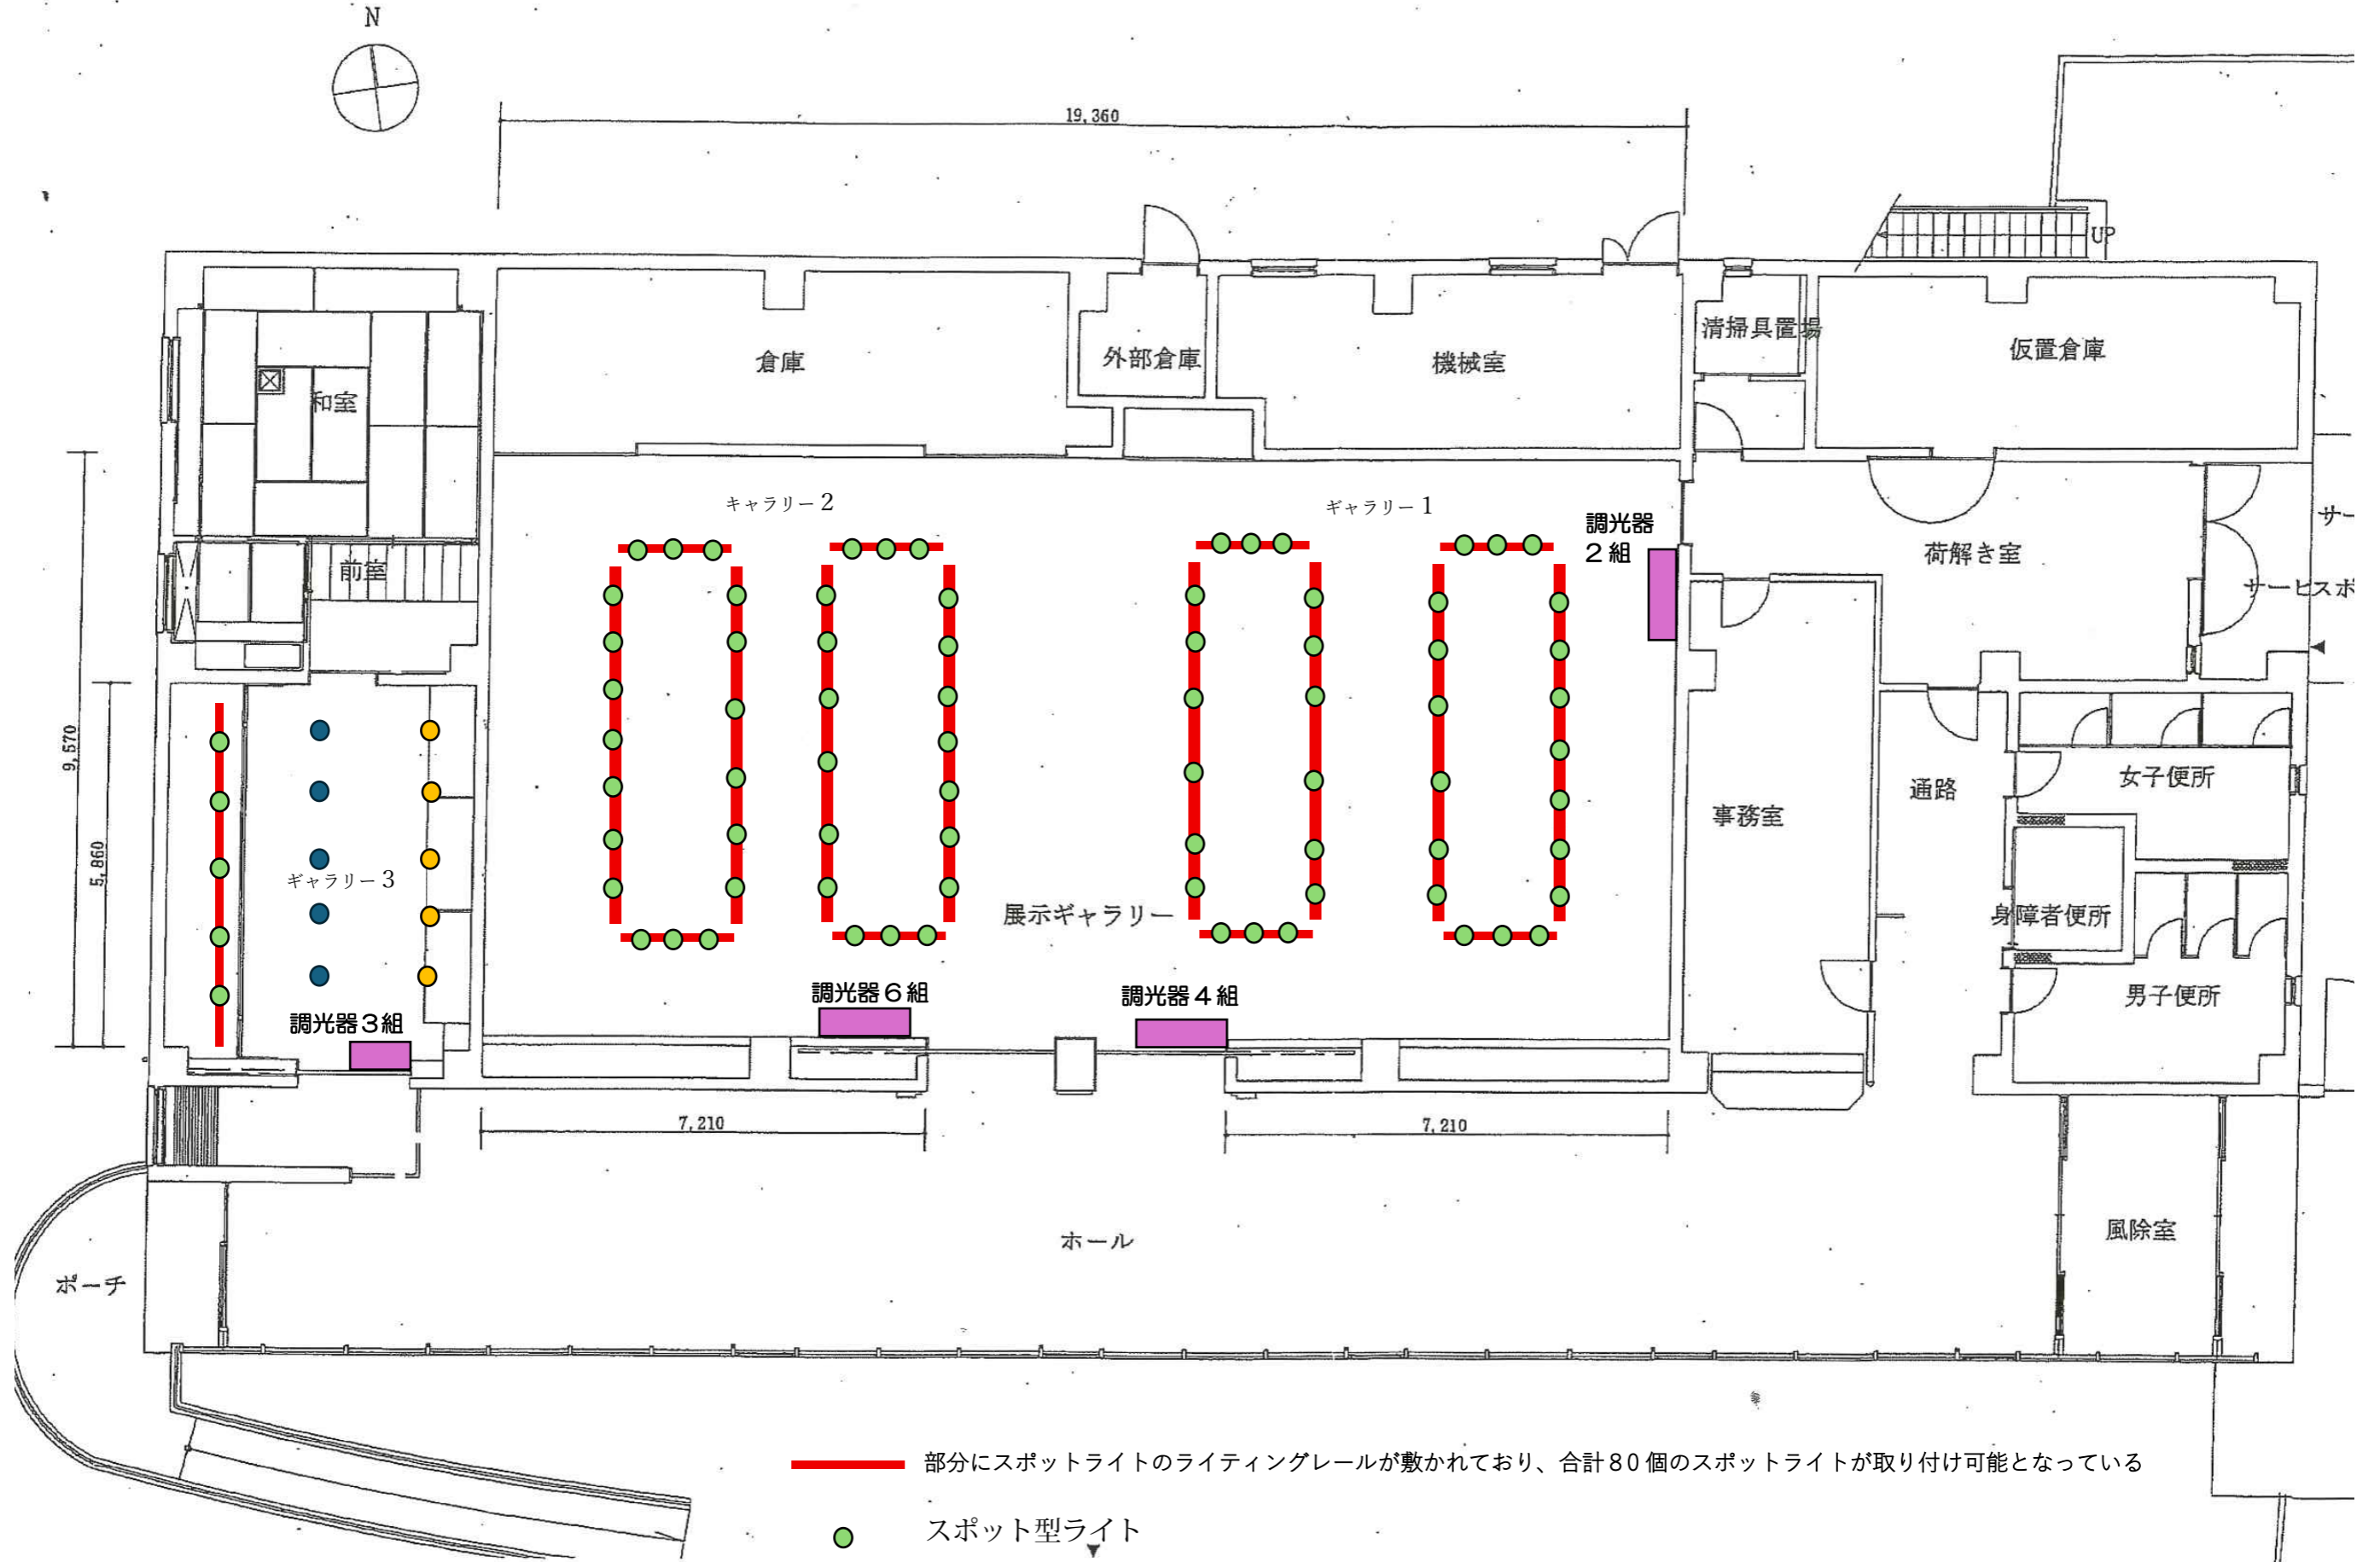 N
19,360
UP
清掃具置場
仮置倉庫
倉庫
外部倉庫
機械室
和室
キャラリー2
ギャラリー1
調光器
2組
サー
荷解き室
前室
サービスポ
9,570
5,860
女子便所
通路
事務室
ギャラリー3
展示ギャラリー
身障者便所
調光器6組
調光器4組
男子便所
調光器3組
7,210
7,210
風除室
ホール
ポーチ
部分にスポットライトのライティングレールが敷かれており、合計80個のスポットライトが取り付け可能となっている
スポット型ライト